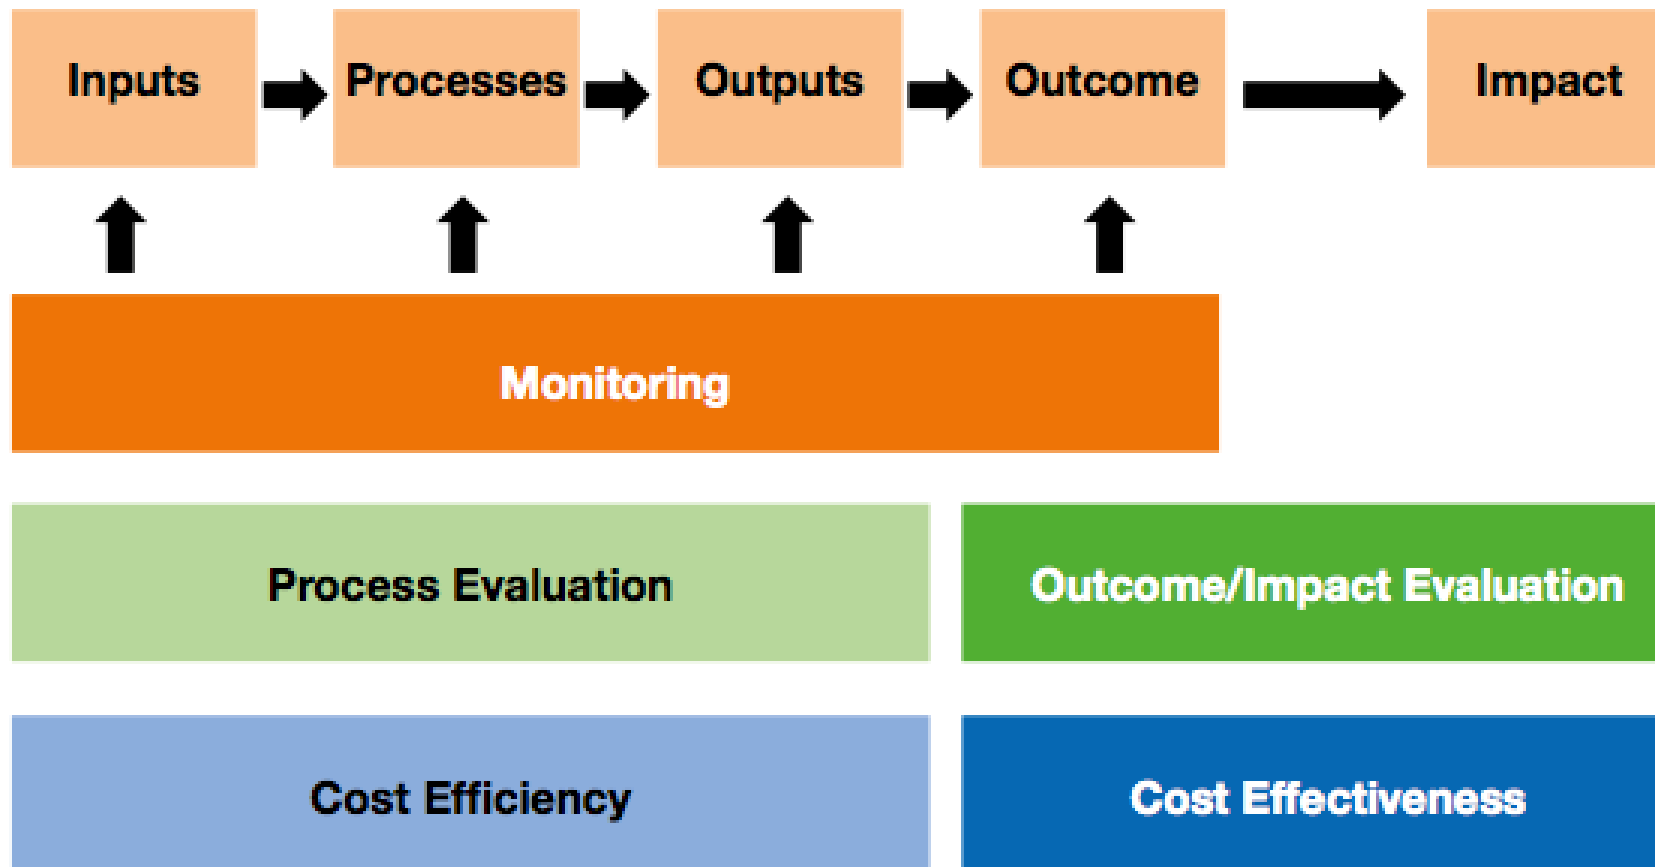 Inputs
Processes
Outputs
Outcome
Impact
Monitoring
Process Evaluation
Outcome/Impact Evaluation
Cost Efficiency
Cost Effectiveness